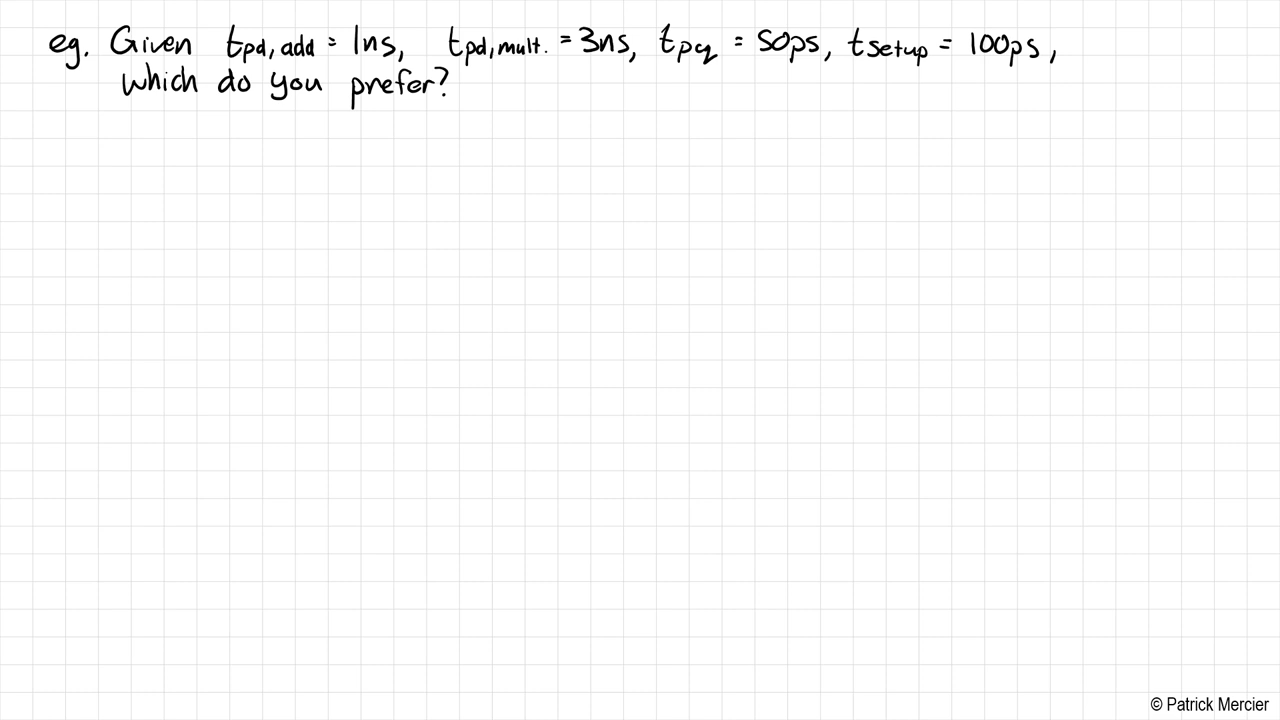 eg. Given tpd, add = 1ns, tpd, mult. = 3ns, tpcq = 50ps, tsetup = 100ps,
which do you prefer?
© Patrick Mercier